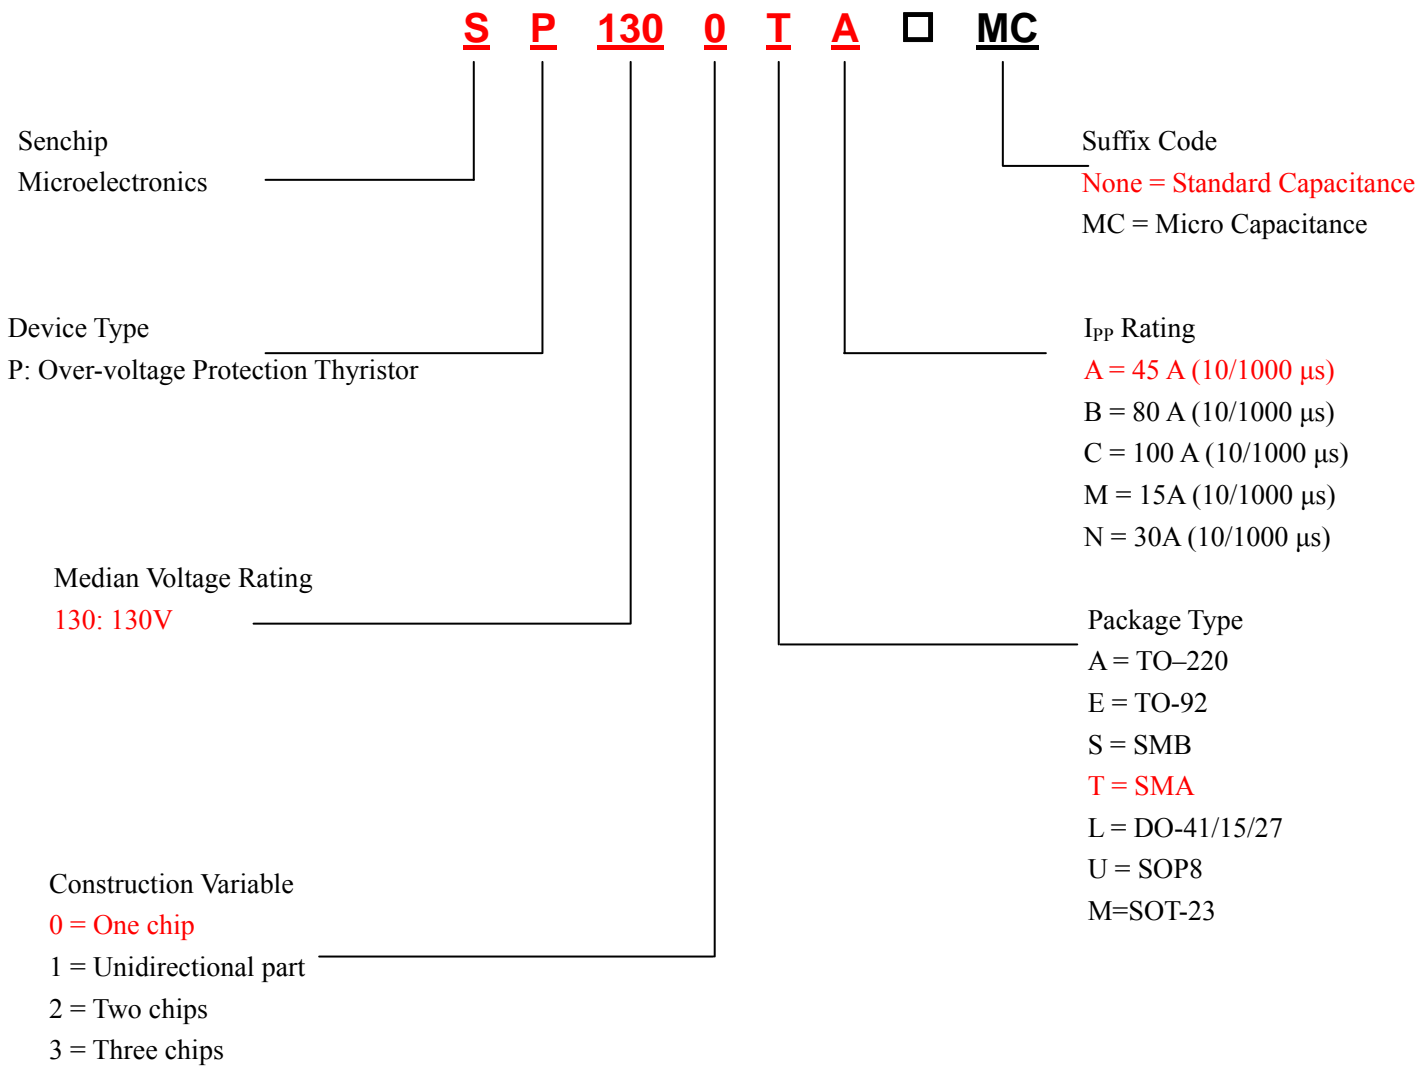 S P 130 0 T A □ MC
Senchip
Microelectronics
Device Type
P: Over-voltage Protection Thyristor
Median Voltage Rating
130: 130V
Construction Variable
0 = One chip
1 = Unidirectional part
2 = Two chips
3 = Three chips
Suffix Code
None = Standard Capacitance
MC = Micro Capacitance
IPP Rating
A = 45 A (10/1000 μs)
B = 80 A (10/1000 μs)
C = 100 A (10/1000 μs)
M = 15A (10/1000 μs)
N = 30A (10/1000 μs)
Package Type
A = TO–220
E = TO-92
S = SMB
T = SMA
L = DO-41/15/27
U = SOP8
M=SOT-23